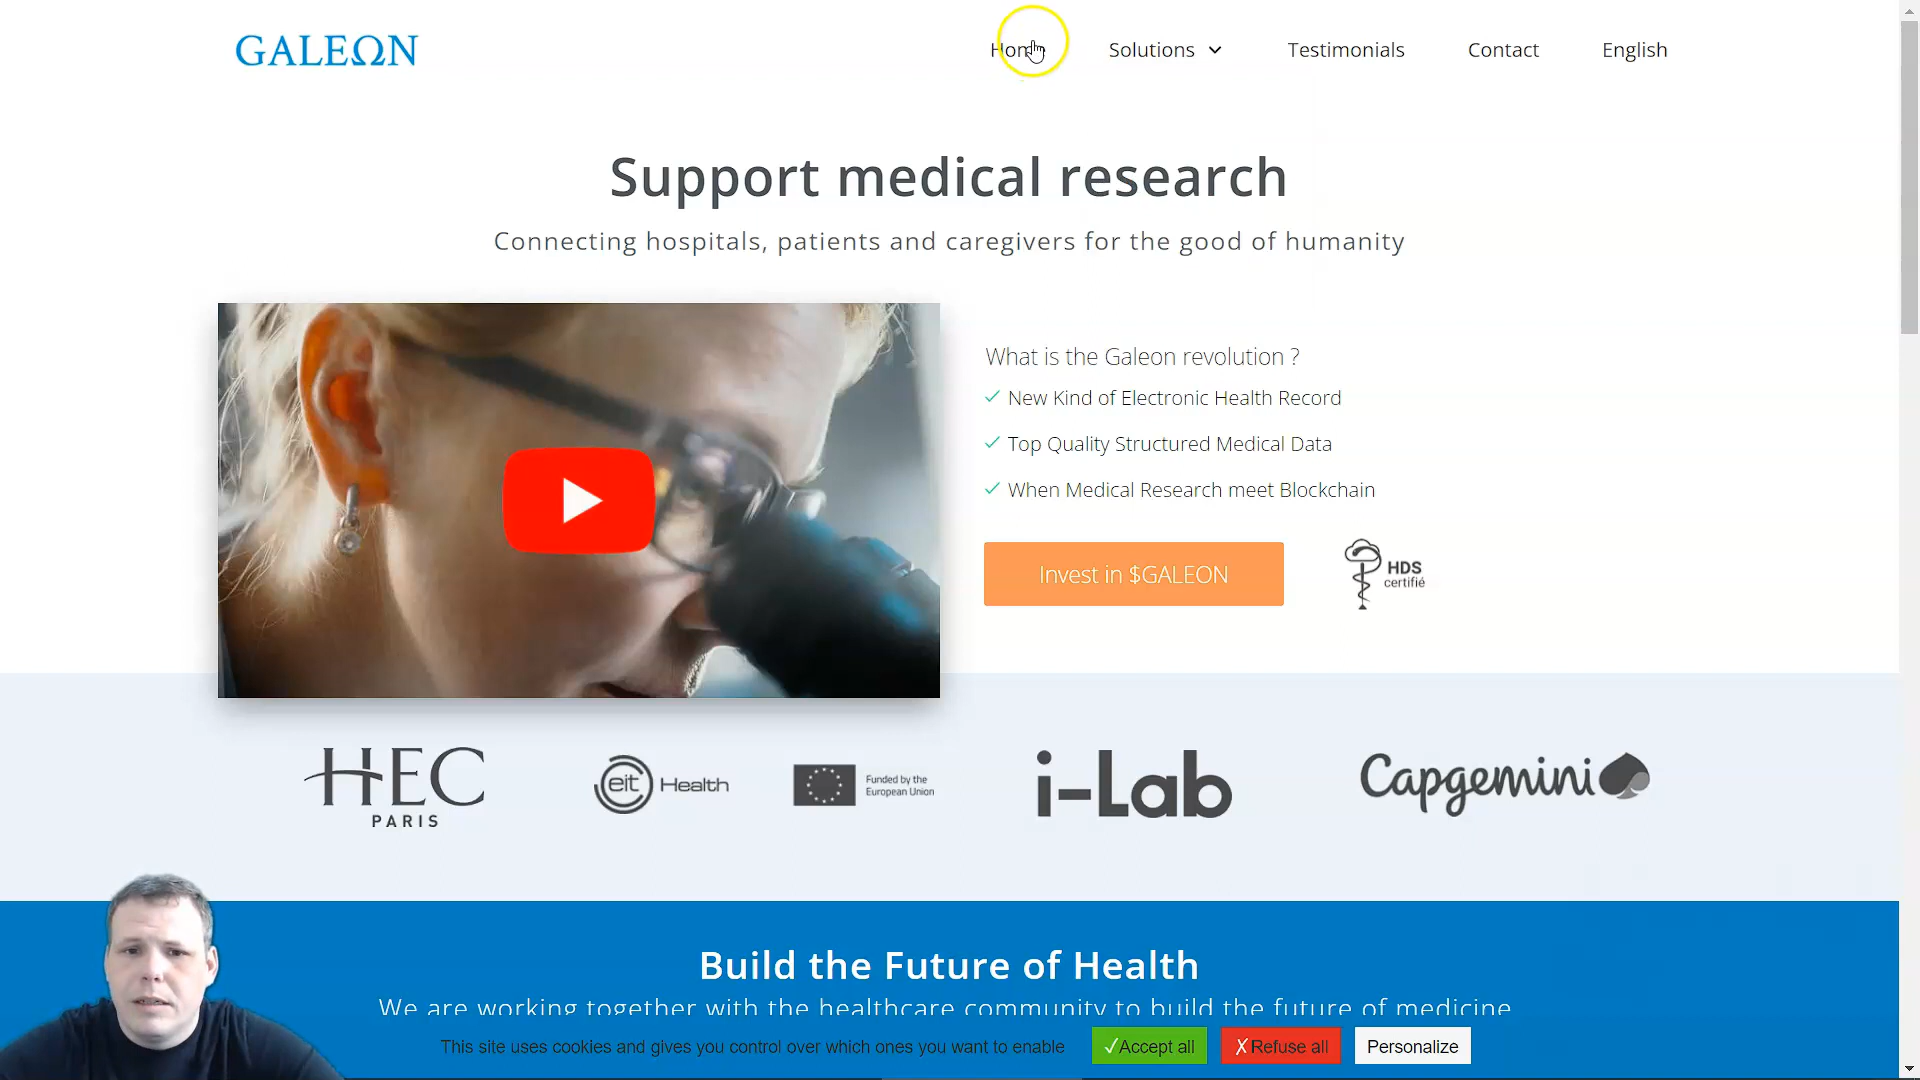 GALEΩN
Home Solutions Testimonials Contact English
Support medical research
Connecting hospitals, patients and caregivers for the good of humanity
What is the Galeon revolution ?
New Kind of Electronic Health Record
Top Quality Structured Medical Data
When Medical Research meet Blockchain
Invest in $GALEON
HDS
certifié
HEC
PARIS
eit Health
Funded by the
European Union
i-Lab
Capgemini
Build the Future of Health
We are working together with the healthcare community to build the future of medicine
This site uses cookies and gives you control over which ones you want to enable
✓Accept all
✗Refuse all
Personalize